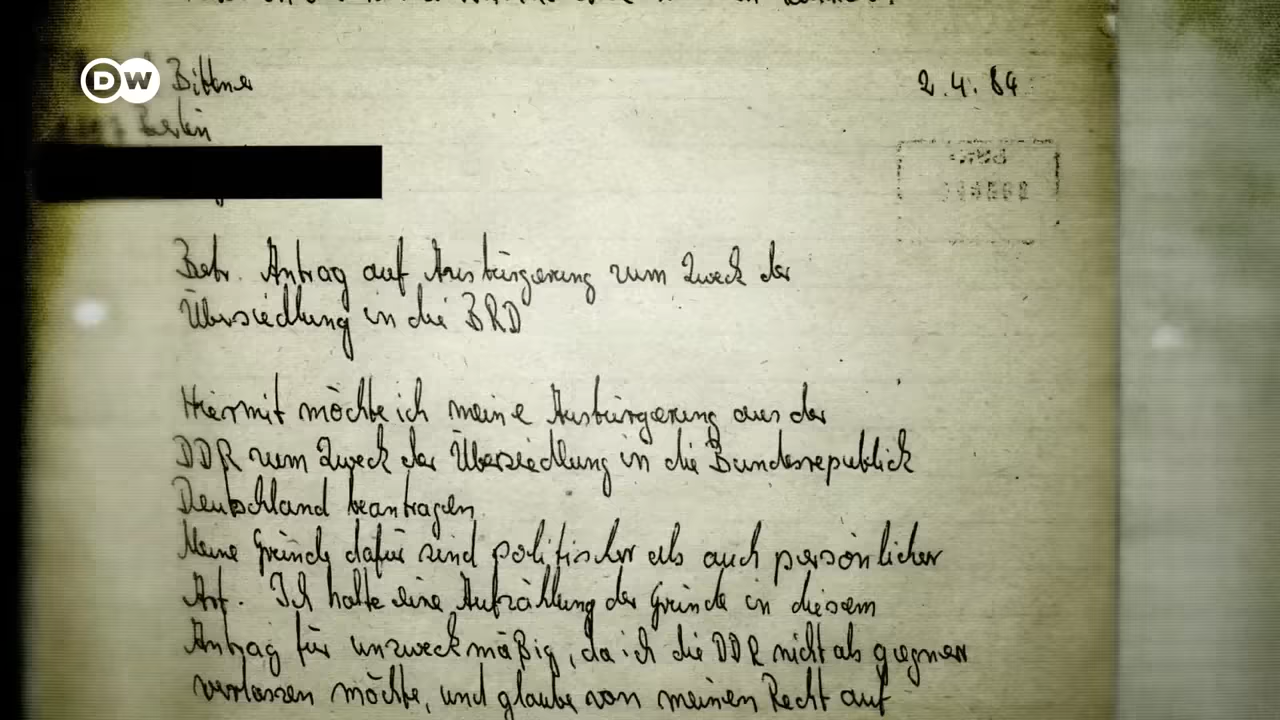 DW
Bittner
2.4.84
Berlin
Betr. Antrag auf Ausbürgerung zum Zweck der
Übersiedlung in die BRD
Hiermit möchte ich meine Ausbürgerung aus der
DDR zum Zweck der Übersiedlung in die Bundesrepublick
Deutschland beantragen
Meine Gründe dafür sind politischer als auch persönlicher
Art. Ich halte eine Aufzählung der Gründe in diesem
Antrag für unzweckmäßig, da ich die DDR nicht als gegner
verlassen möchte, und glaube von meinen Recht auf